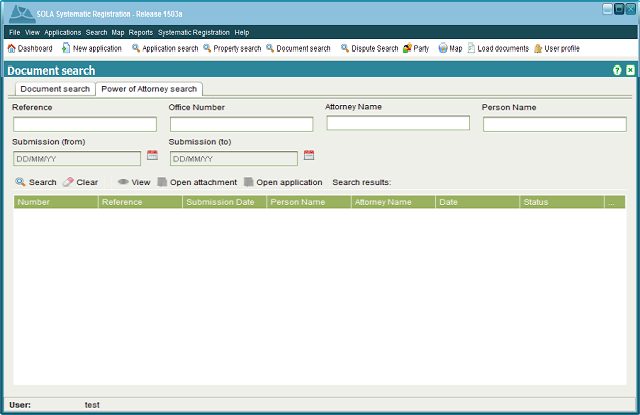 SOLA Systematic Registration - Release 1503a
File View Applications Search Map Reports Systematic Registration Help
Dashboard New application Application search Property search Document search Dispute Search Party Map Load documents User profile
Document search
Document search Power of Attorney search
Reference Office Number Attorney Name Person Name
Submission (from) Submission (to)
DD/MM/YY DD/MM/YY
Search Clear View Open attachment Open application Search results:
Number Reference Submission Date Person Name Attorney Name Date Status ...
User: test